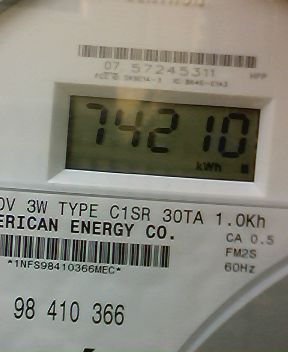 07 57245311
74210
kWh
0V 3W TYPE C1SR 30TA 1.0Kh
ERICAN ENERGY CO.
CA 0.5
FM2S
*1NFS98410366MEC*
60Hz
98 410 366